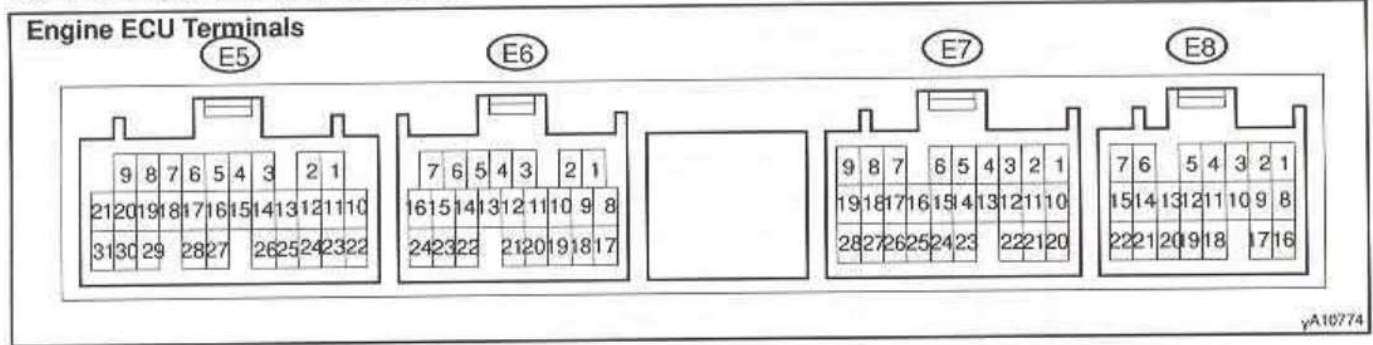 Engine ECU Terminals
E5 E6 E7 E8
9 8 7 6 5 4 3 2 1 7 6 5 4 3 2 1 9 8 7 6 5 4 3 2 1 7 6 5 4 3 2 1
21 20 19 18 17 16 15 14 13 12 11 10 16 15 14 13 12 11 10 9 8 19 18 17 16 15 14 13 12 11 10 15 14 13 12 11 10 9 8
31 30 29 28 27 26 25 24 23 22 24 23 22 21 20 19 18 17 28 27 26 25 24 23 22 21 20 22 21 20 19 18 17 16
yA10774